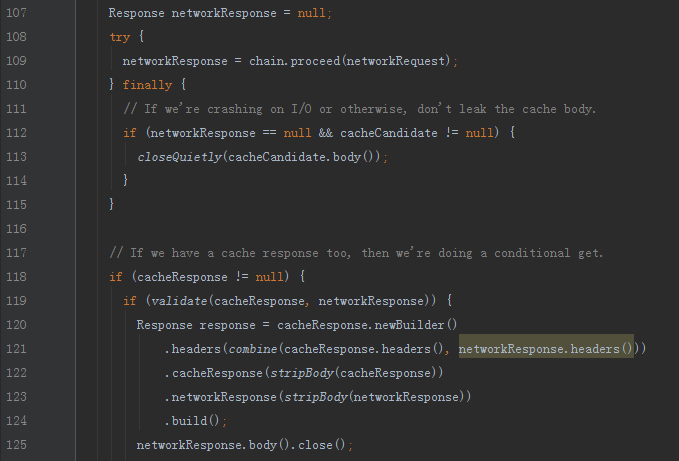 107 Response networkResponse = null;
108 try {
109 networkResponse = chain.proceed(networkRequest);
110 } finally {
111 // If we're crashing on I/O or otherwise, don't leak the cache body.
112 if (networkResponse == null && cacheCandidate != null) {
113 closeQuietly(cacheCandidate.body());
114 }
115 }
116
117 // If we have a cache response too, then we're doing a conditional get.
118 if (cacheResponse != null) {
119 if (validate(cacheResponse, networkResponse)) {
120 Response response = cacheResponse.newBuilder()
121 .headers(combine(cacheResponse.headers(), networkResponse.headers()))
122 .cacheResponse(stripBody(cacheResponse))
123 .networkResponse(stripBody(networkResponse))
124 .build();
125 networkResponse.body().close();